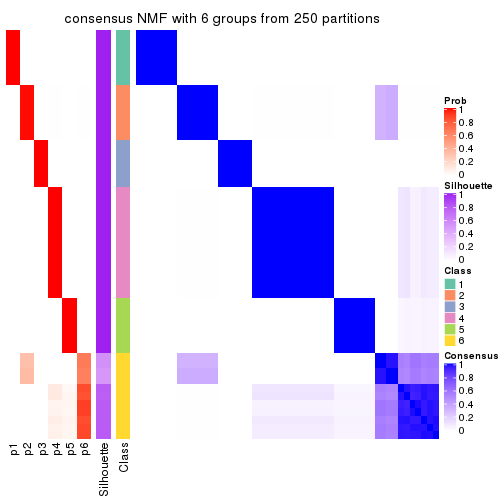 consensus NMF with 6 groups from 250 partitions
Prob
1
0.8
0.6
0.4
0.2
0
Silhouette
1
0.8
0.6
0.4
0.2
0
Class
1
2
3
4
5
6
Consensus
1
0.8
0.6
0.4
0.2
0
p1
p2
p3
p4
p5
p6
Silhouette
Class